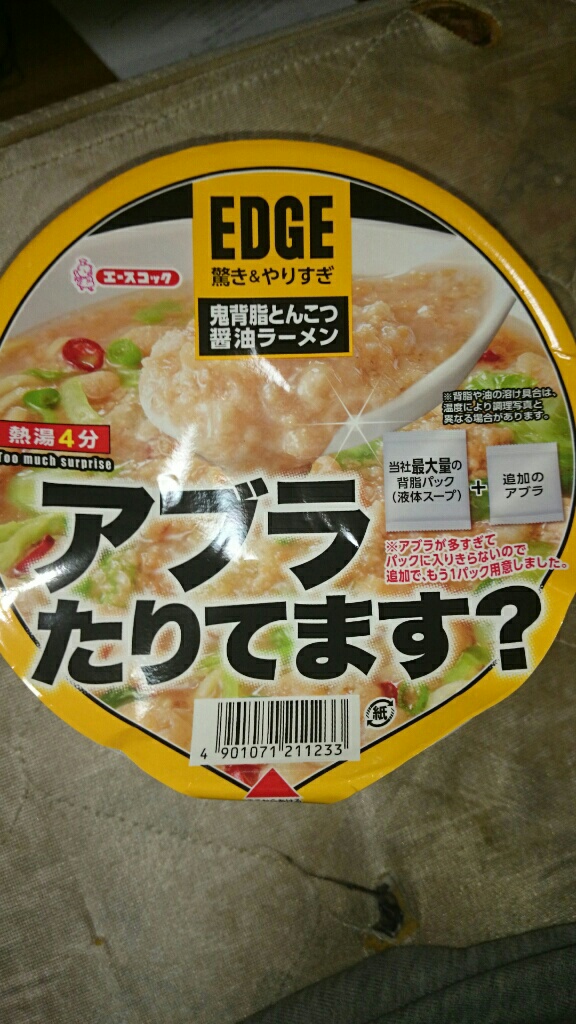 EDGE
驚き&やりすぎ
鬼背脂とんこつ
醤油ラーメン
エースコック
※背脂や油の溶け具合は、
温度により調理写真と
異なる場合があります。
熱湯4分
Too much surprise
当社最大量の
背脂パック
(液体スープ)
+
追加の
アブラ
※アブラが多すぎて
パックに入りきらないので
追加で、もう1パック用意しました。
アブラ
たりてます?
紙
4 901071 211233